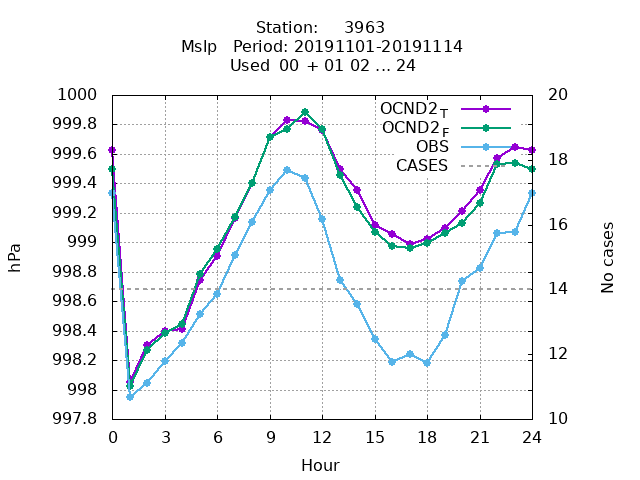 Station: 3963
Mslp Period: 20191101-20191114
Used 00 + 01 02 ... 24
1000
999.8
999.6
999.4
999.2
999
998.8
998.6
998.4
998.2
998
997.8
hPa
OCND2T
OCND2F
OBS
CASES
20
18
16
14
12
10
No cases
0 3 6 9 12 15 18 21 24
Hour